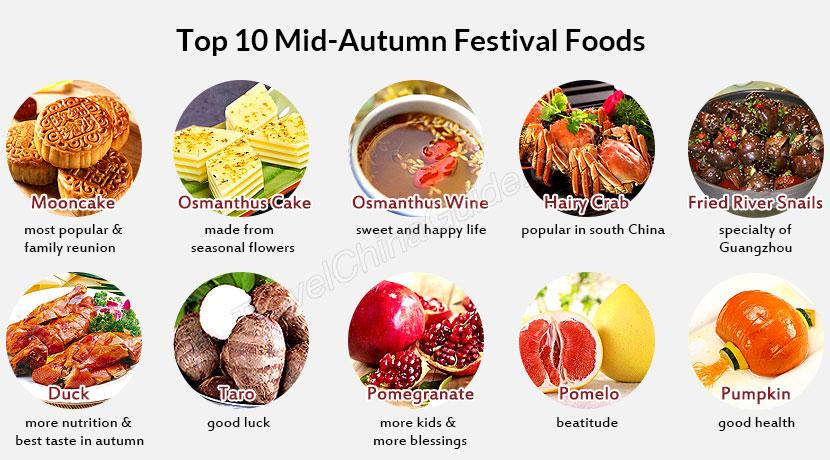 Top 10 Mid-Autumn Festival Foods
Mooncake
most popular &
family reunion
Osmanthus Cake
made from
seasonal flowers
Osmanthus Wine
sweet and happy life
Hairy Crab
popular in south China
Fried River Snails
specialty of
Guangzhou
Duck
more nutrition &
best taste in autumn
Taro
good luck
Pomegranate
more kids &
more blessings
Pomelo
beatitude
Pumpkin
good health